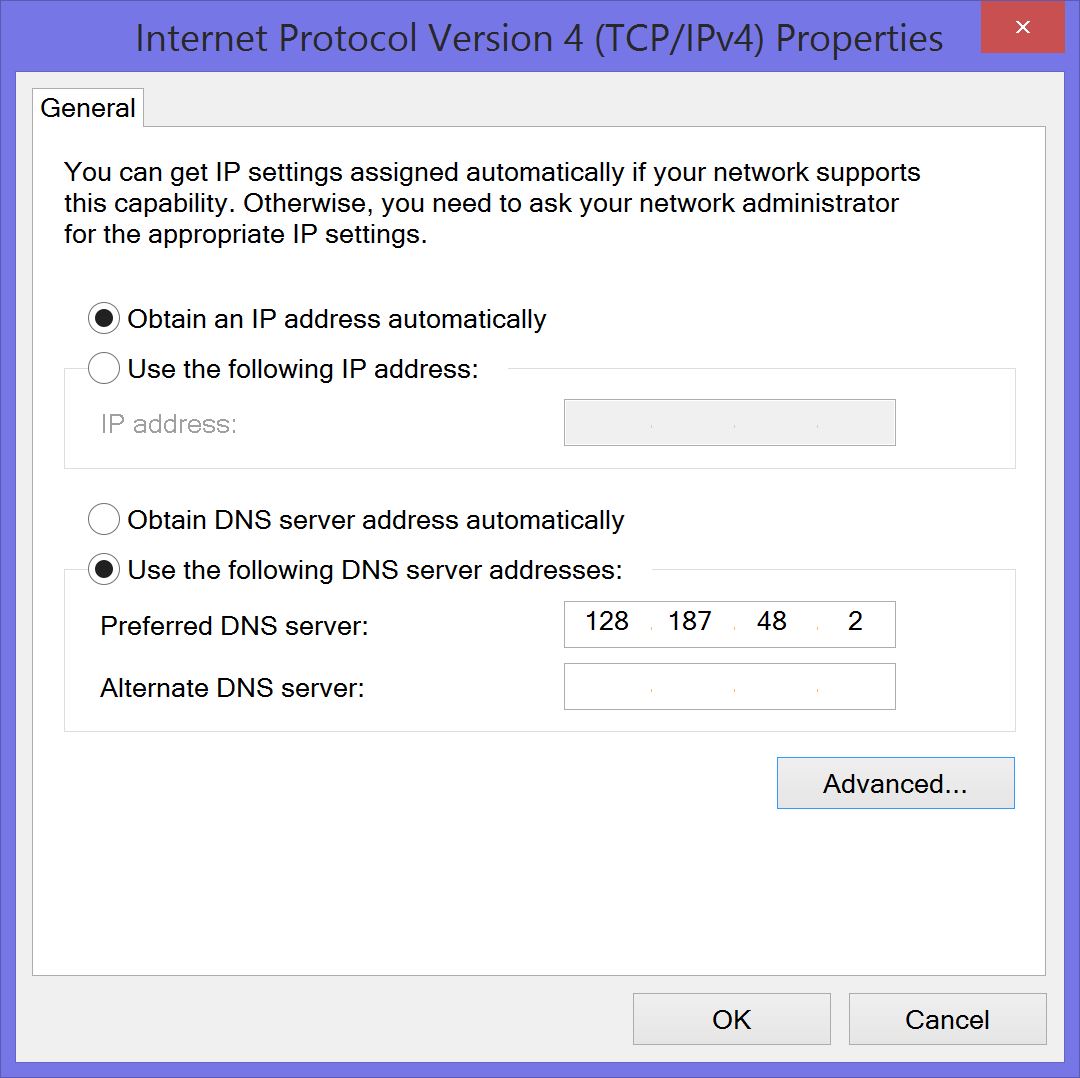 Internet Protocol Version 4 (TCP/IPv4) Properties
General
You can get IP settings assigned automatically if your network supports
this capability. Otherwise, you need to ask your network administrator
for the appropriate IP settings.
Obtain an IP address automatically
Use the following IP address:
IP address: . . .
Obtain DNS server address automatically
Use the following DNS server addresses:
Preferred DNS server: 128 . 187 . 48 . 2
Alternate DNS server: . . .
Advanced...
OK Cancel